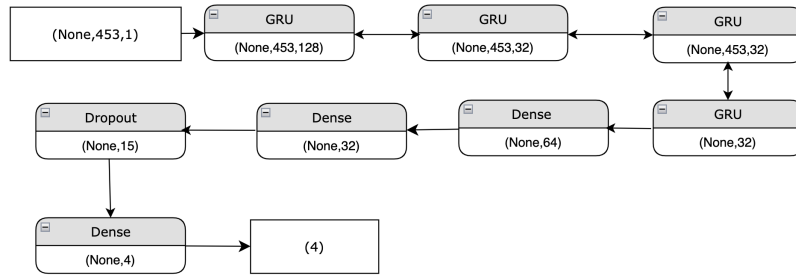 (None,453,1)
GRU
(None,453,128)
GRU
(None,453,32)
GRU
(None,453,32)
GRU
(None,32)
Dense
(None,64)
Dense
(None,32)
Dropout
(None,15)
Dense
(None,4)
(4)